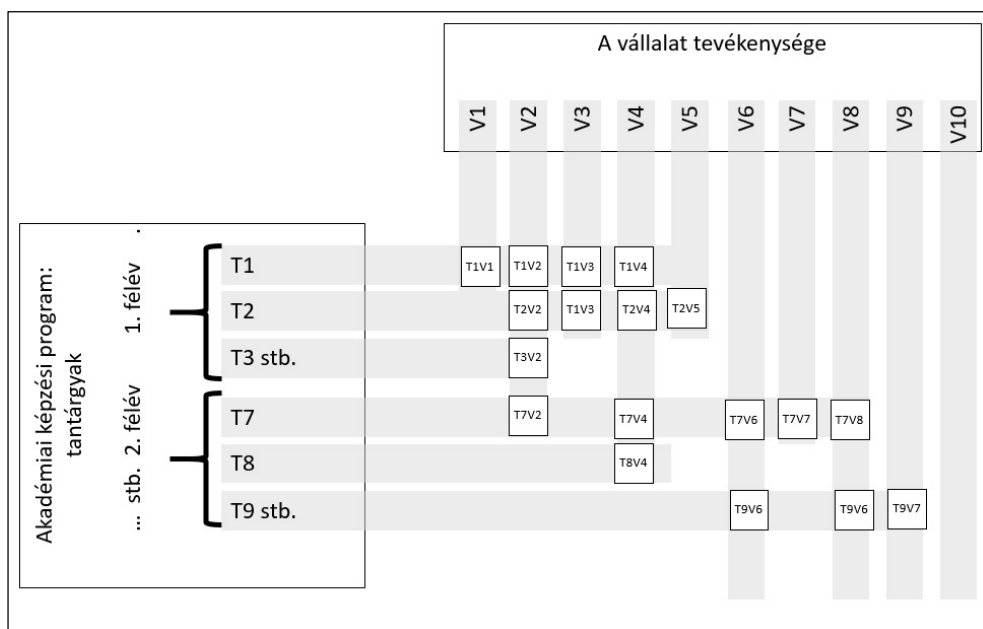 A vállalat tevékenysége
V1 V2 V3 V4 V5 V6 V7 V8 V9 V10
Akadémiai képzési program:
tantárgyak
... stb. 2. félév 1. félév .
T1 T1V1 T1V2 T1V3 T1V4
T2 T2V2 T1V3 T2V4 T2V5
T3 stb. T3V2
T7 T7V2 T7V4 T7V6 T7V7 T7V8
T8 T8V4
T9 stb. T9V6 T9V6 T9V7